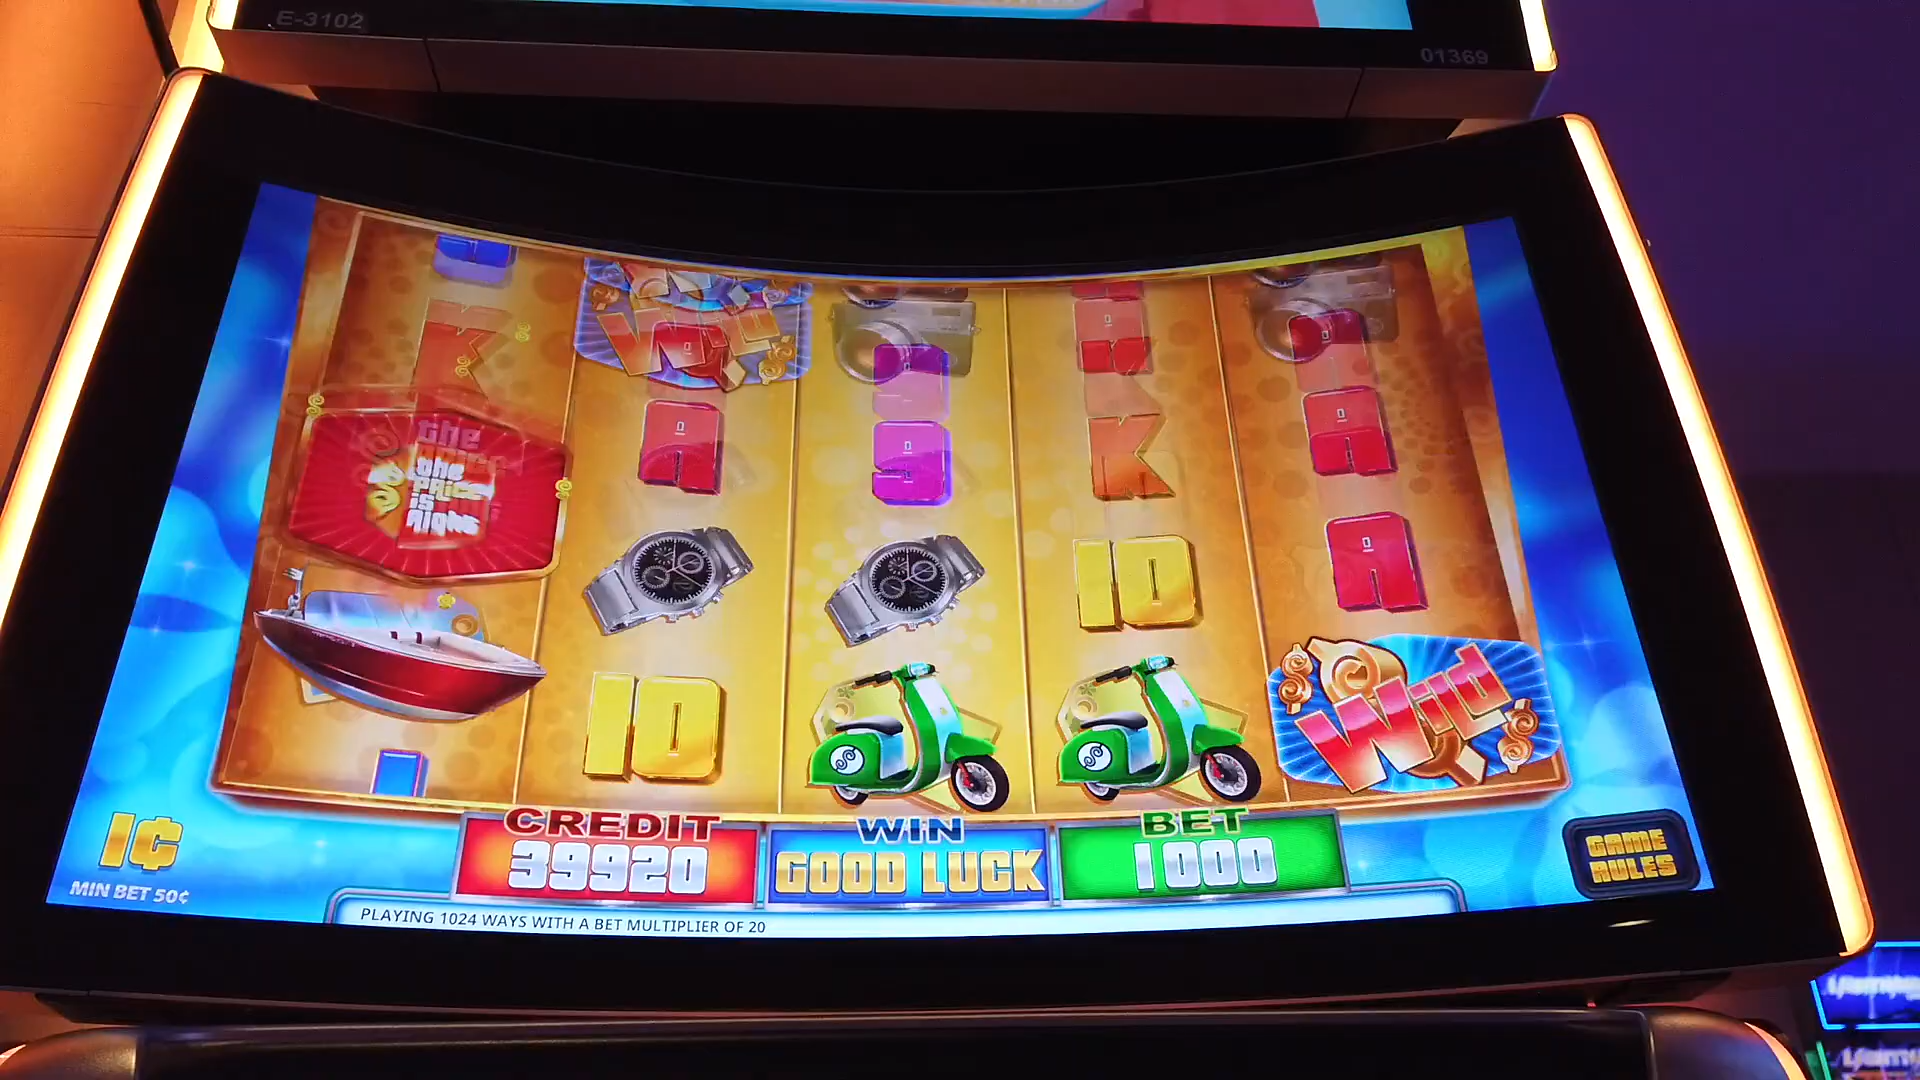 E-3102
01369
K
Wild
A
9
A
K
A
A
the
PRICE
is
RIGHT
10
10
Wild
CREDIT
39920
WIN
GOOD LUCK
BET
1000
1¢
MIN BET 50¢
GAME
RULES
PLAYING 1024 WAYS WITH A BET MULTIPLIER OF 20